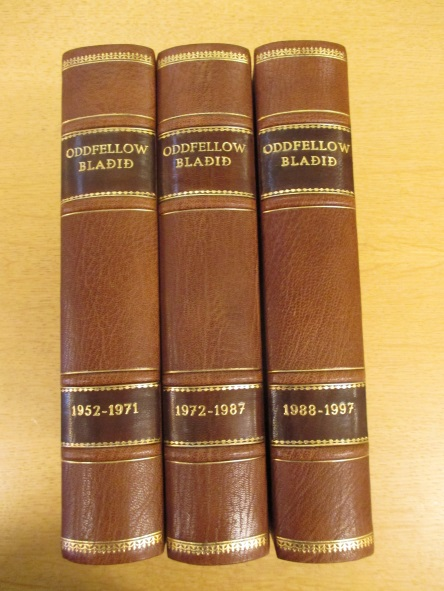 ODDFELLOW
BLAÐIÐ
1952-1971
ODDFELLOW
BLAÐIÐ
1972-1987
ODDFELLOW
BLAÐIÐ
1988-1997